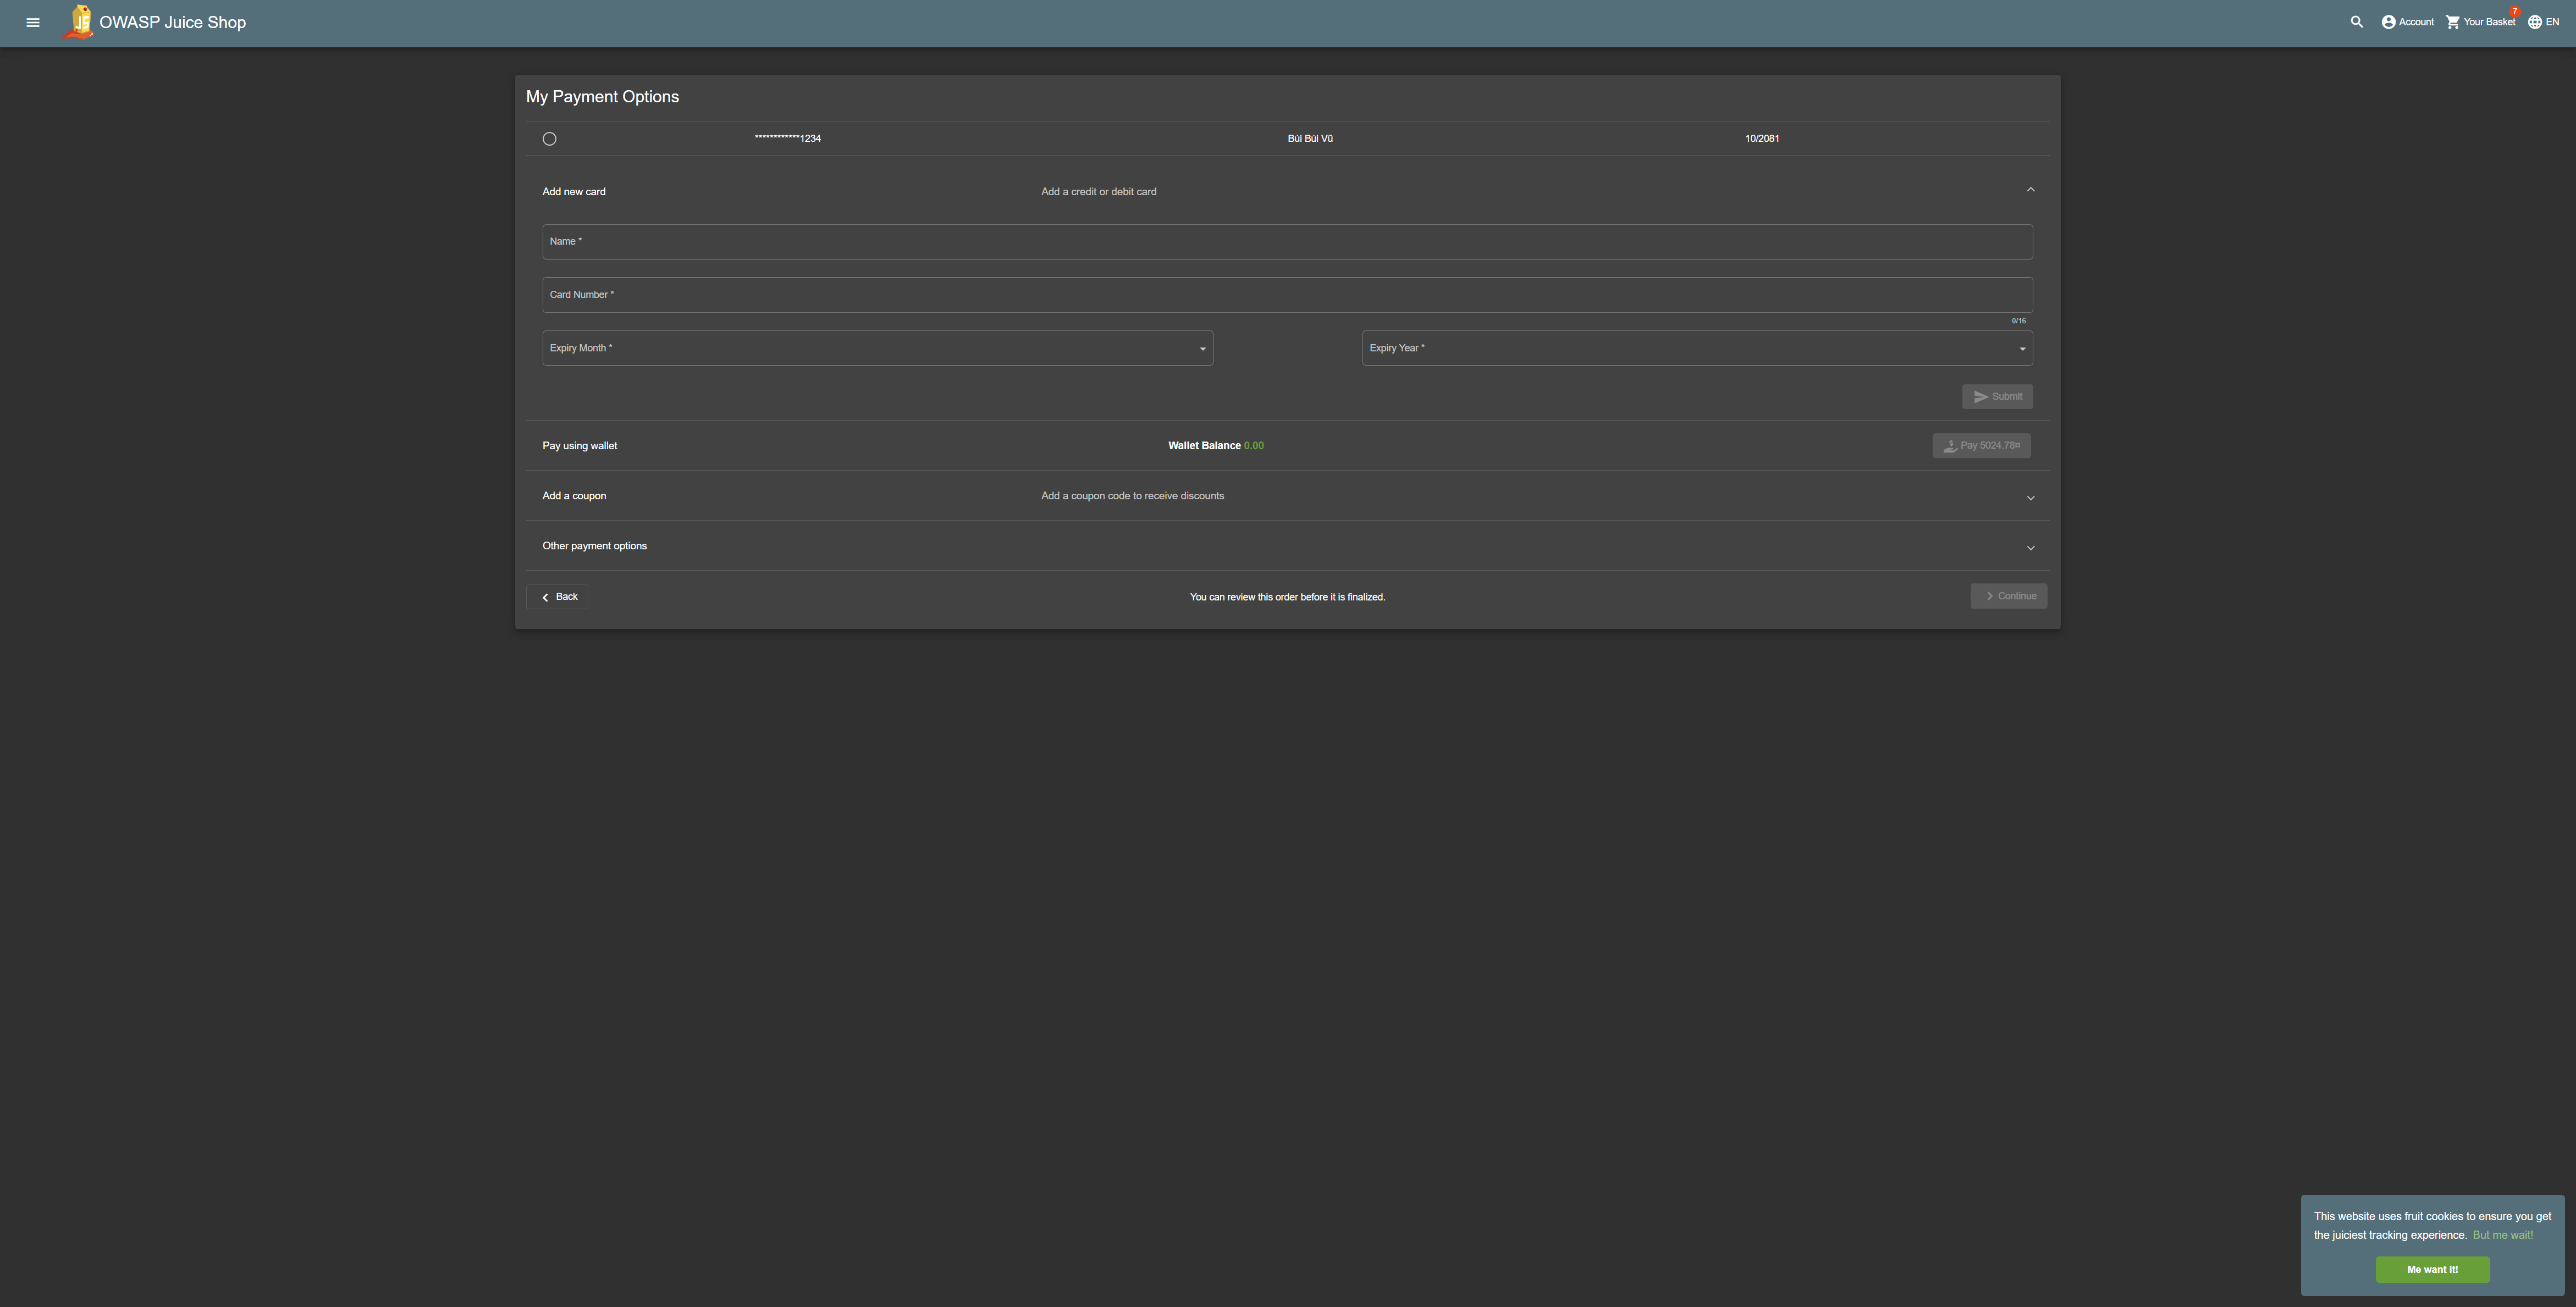 OWASP Juice Shop
Account
Your Basket
7
EN
My Payment Options
************1234 Bùi Bùi Vũ 10/2081
Add new card Add a credit or debit card
Name *
Card Number *
0/16
Expiry Month * Expiry Year *
Submit
Pay using wallet Wallet Balance 0.00 Pay 5024.78¤
Add a coupon Add a coupon code to receive discounts
Other payment options
Back You can review this order before it is finalized. Continue
This website uses fruit cookies to ensure you get
the juiciest tracking experience. But me wait!
Me want it!